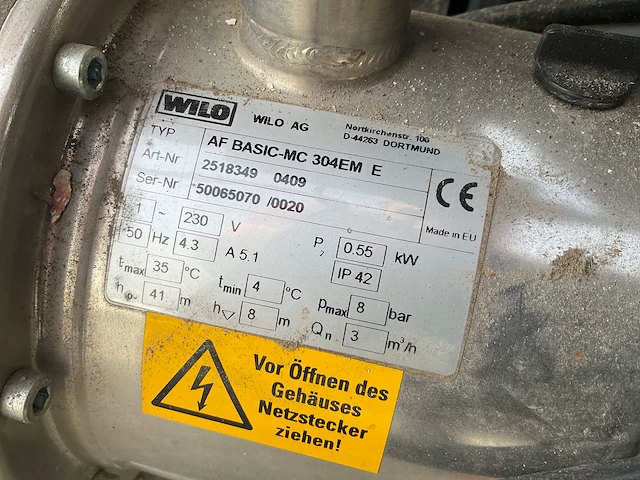 WILO WILO AG Nortkirchenstr. 100
D-44263 DORTMUND
TYP AF BASIC-MC 304EM E
Art-Nr 2518349 0409
Ser-Nr *50065070 /0020
CE
Made in EU
1 ~ 230 V P2 0.55 kW
50 Hz 4.3 A 5.1 IP 42
tmax 35 °C tmin 4 °C Pmax 8 bar
h 41 m h 8 m Qn 3 m³/h
Vor Öffnen des
Gehäuses
Netzstecker
ziehen!